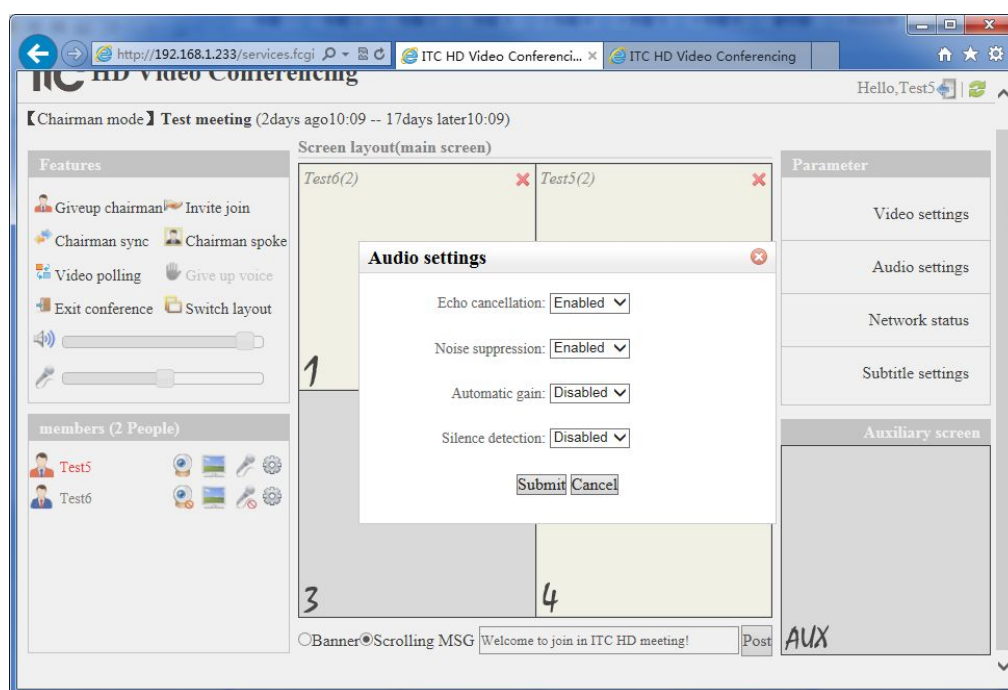 http://192.168.1.233/services.fcgi
ITC HD Video Conferenci...
ITC HD Video Conferencing
ITC HD Video Conferencing
Hello,Test5 |
【Chairman mode】Test meeting (2days ago10:09 -- 17days later10:09)
Features
Giveup chairman Invite join
Chairman sync Chairman spoke
Video polling Give up voice
Exit conference Switch layout
members (2 People)
Test5
Test6
Screen layout(main screen)
Test6(2)
Test5(2)
1
3
4
Audio settings
Echo cancellation: Enabled
Noise suppression: Enabled
Automatic gain: Disabled
Silence detection: Disabled
Submit Cancel
Banner Scrolling MSG Welcome to join in ITC HD meeting! Post
Parameter
Video settings
Audio settings
Network status
Subtitle settings
Auxiliary screen
AUX